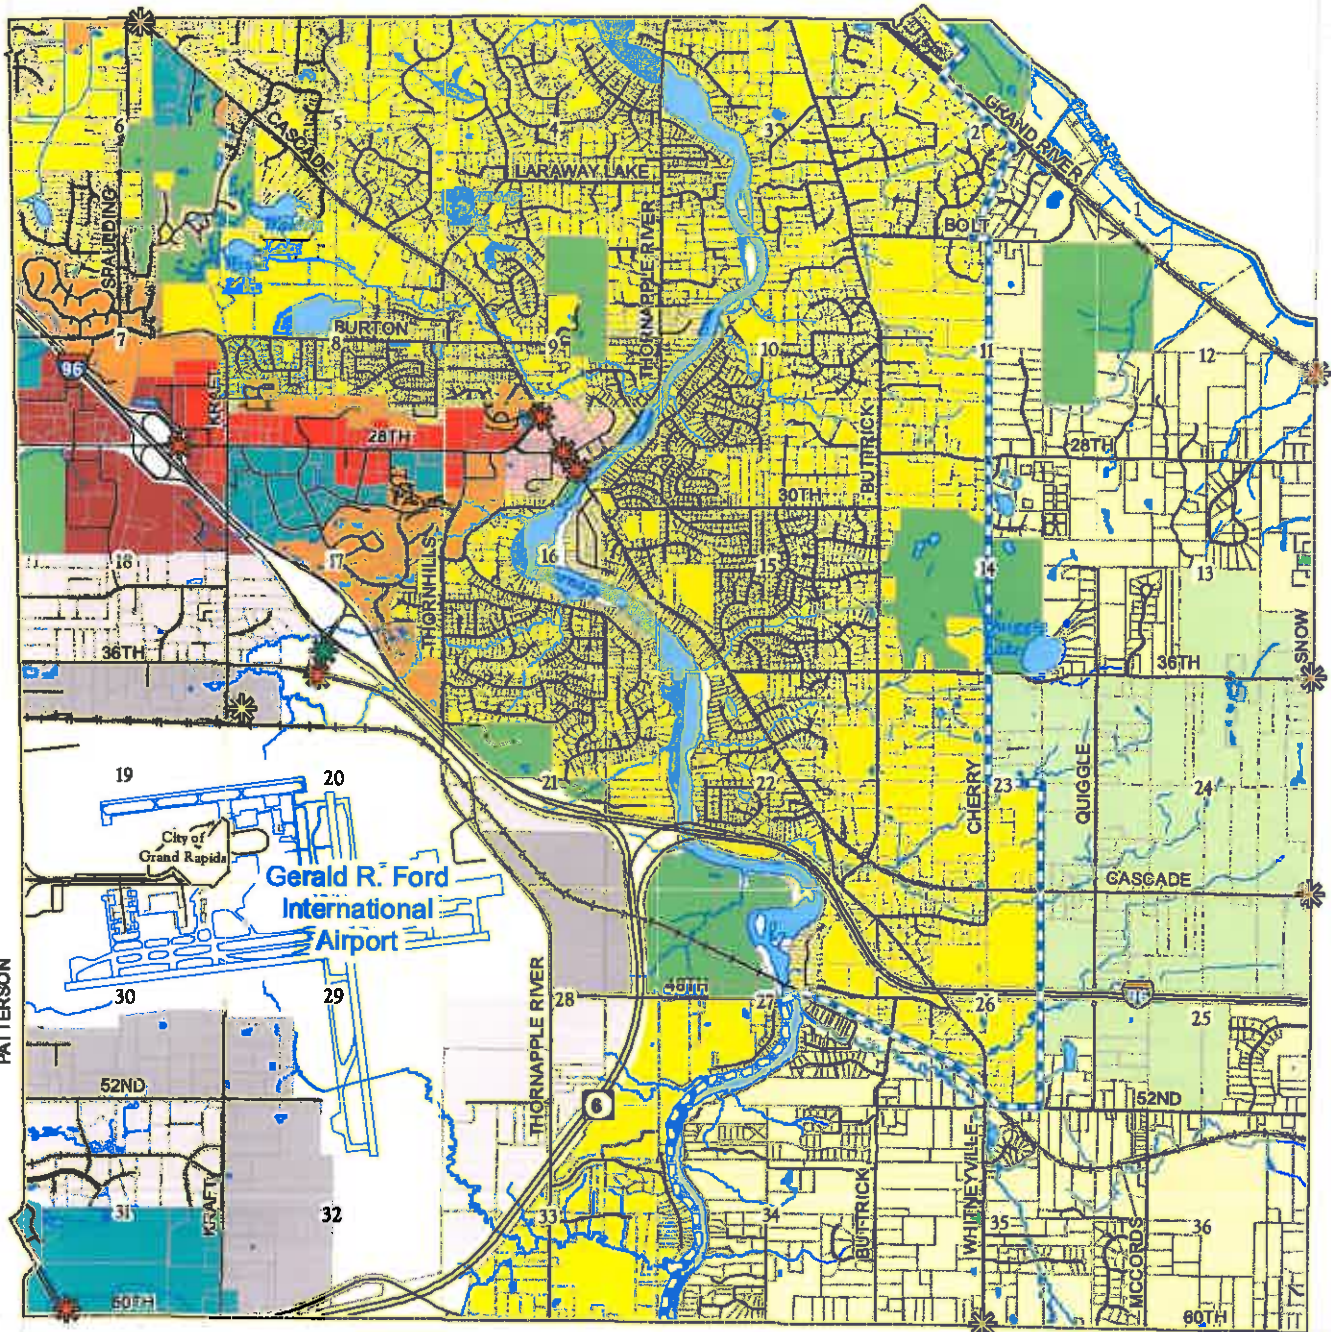 GRAND RIVER
CASCADE
6
5
4
3
2
1
LARAWAY LAKE
SPAULDING
THORNAPPLE RIVER
BOLT
BURTON
7
8
9
10
11
12
96
KRAFT
28TH
28TH
BUTTRICK
30TH
18
17
16
15
14
13
THORNHILLS
36TH
36TH
SNOW
19
20
21
22
23
24
CHERRY
QUIGGLE
City of
Grand Rapids
Gerald R. Ford
International
Airport
CASCADE
PATTERSON
30
29
28
48TH
27
26
25
THORNAPPLE RIVER
52ND
6
52ND
KRAFT
31
32
33
34
BUTTRICK
WHITNEYVILLE
35
MCCORDS
36
60TH
60TH